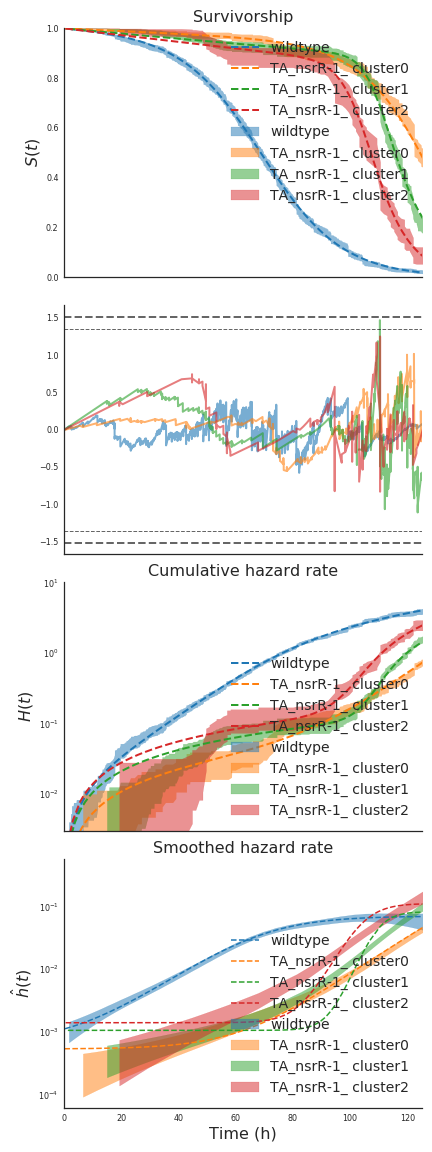 Survivorship
1.0
0.8
0.6
0.4
0.2
0.0
S(t)
wildtype
TA_nsrR-1_ cluster0
TA_nsrR-1_ cluster1
TA_nsrR-1_ cluster2
wildtype
TA_nsrR-1_ cluster0
TA_nsrR-1_ cluster1
TA_nsrR-1_ cluster2
1.5
1.0
0.5
0.0
−0.5
−1.0
−1.5
Cumulative hazard rate
10¹
10⁰
10⁻¹
10⁻²
H(t)
wildtype
TA_nsrR-1_ cluster0
TA_nsrR-1_ cluster1
TA_nsrR-1_ cluster2
wildtype
TA_nsrR-1_ cluster0
TA_nsrR-1_ cluster1
TA_nsrR-1_ cluster2
Smoothed hazard rate
10⁻¹
10⁻²
10⁻³
10⁻⁴
ĥ(t)
wildtype
TA_nsrR-1_ cluster0
TA_nsrR-1_ cluster1
TA_nsrR-1_ cluster2
wildtype
TA_nsrR-1_ cluster0
TA_nsrR-1_ cluster1
TA_nsrR-1_ cluster2
0 20 40 60 80 100 120
Time (h)